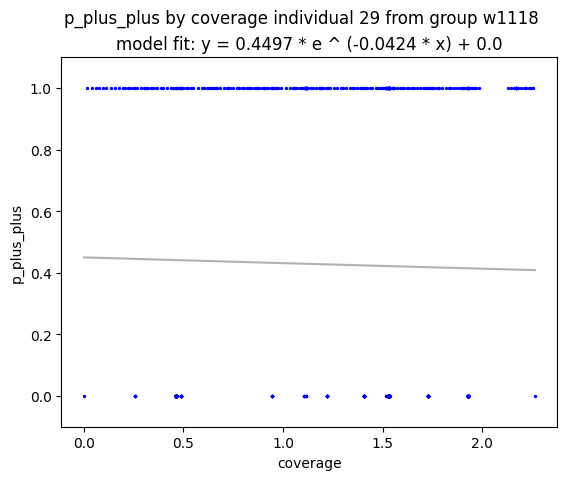 p_plus_plus by coverage individual 29 from group w1118
model fit: y = 0.4497 * e ^ (-0.0424 * x) + 0.0
1.0
0.8
0.6
0.4
0.2
0.0
p_plus_plus
0.0 0.5 1.0 1.5 2.0
coverage